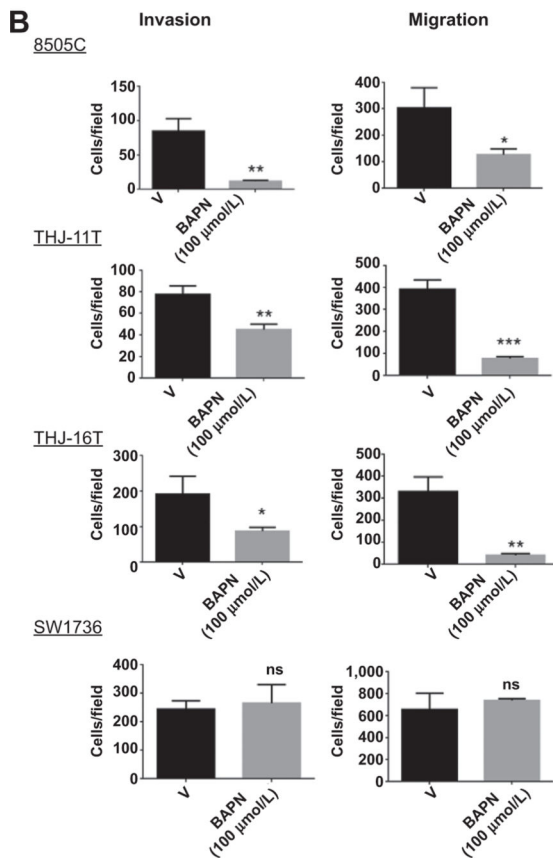 B
Invasion
Migration
8505C
Cells/field
150
100
50
0
**
V
BAPN
(100 μmol/L)
Cells/field
400
300
200
100
0
*
V
BAPN
(100 μmol/L)
THJ-11T
Cells/field
100
80
60
40
20
0
**
V
BAPN
(100 μmol/L)
Cells/field
500
400
300
200
100
0
***
V
BAPN
(100 μmol/L)
THJ-16T
Cells/field
300
200
100
0
*
V
BAPN
(100 μmol/L)
Cells/field
500
400
300
200
100
0
**
V
BAPN
(100 μmol/L)
SW1736
Cells/field
400
300
200
100
0
ns
V
BAPN
(100 μmol/L)
Cells/field
1,000
800
600
400
200
0
ns
V
BAPN
(100 μmol/L)